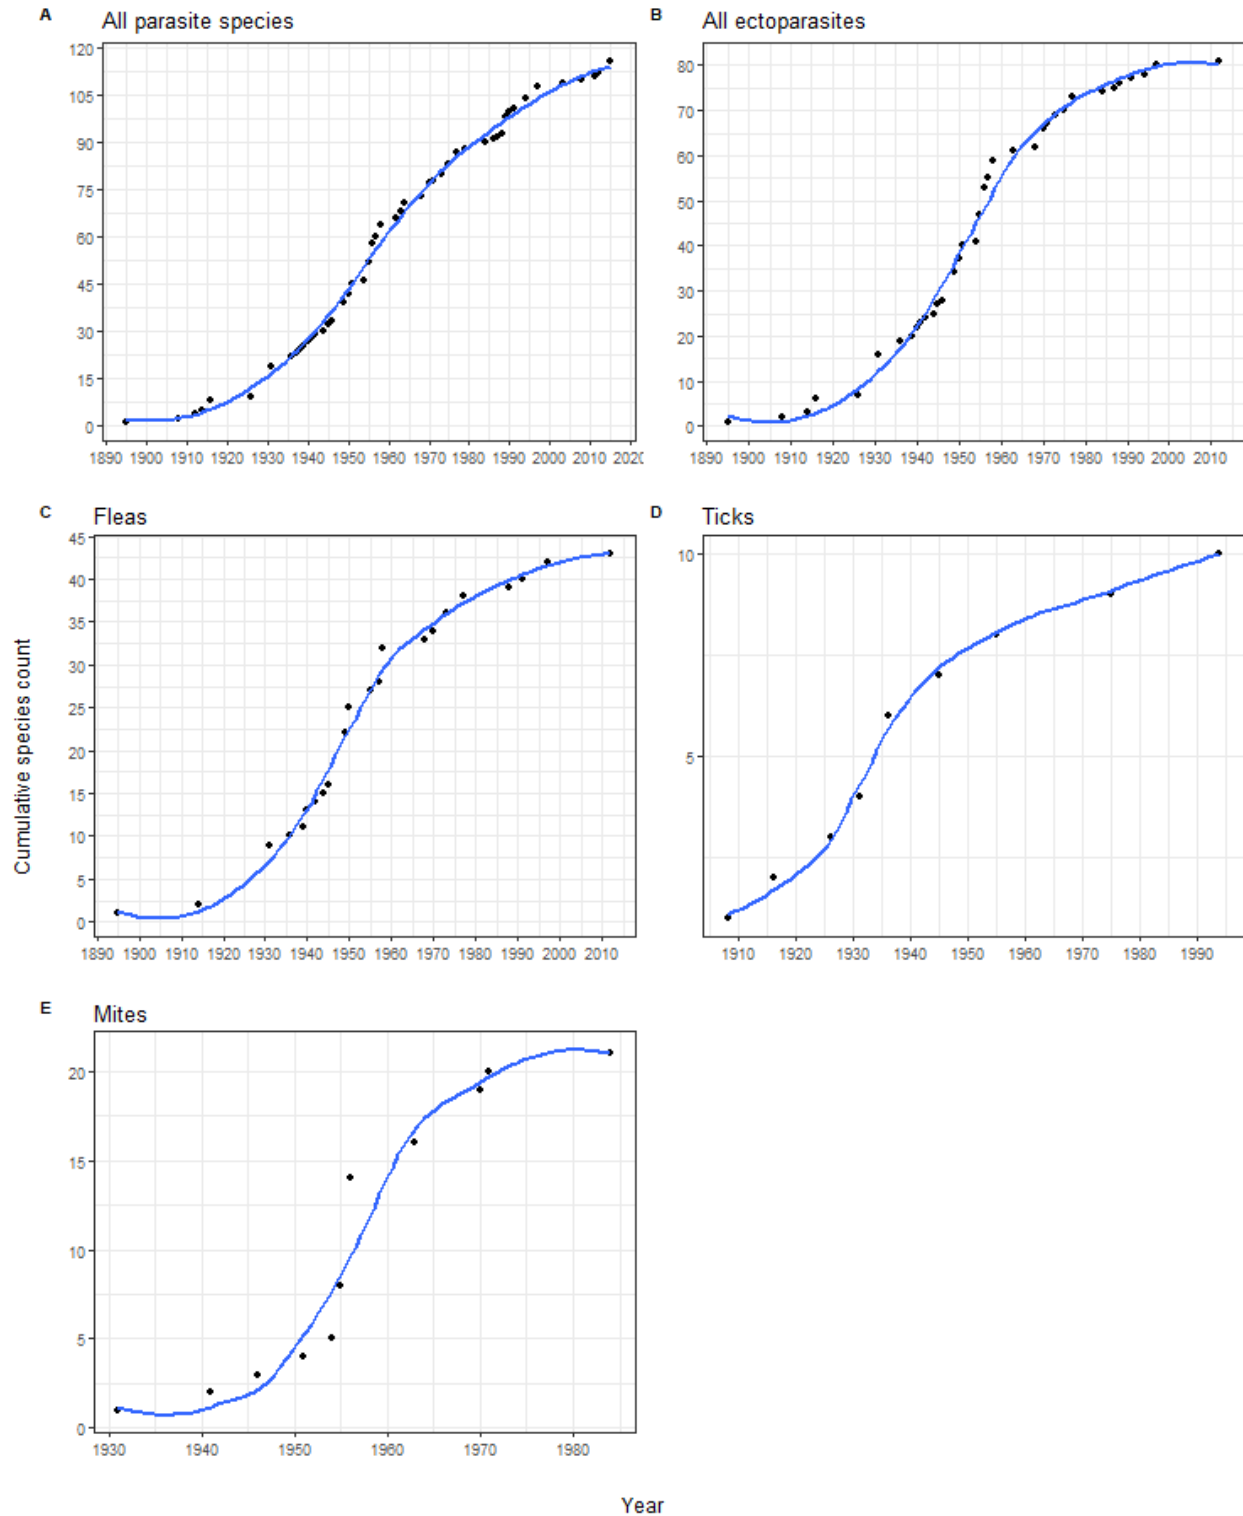 A All parasite species
120
105
90
75
60
45
30
15
0
1890 1900 1910 1920 1930 1940 1950 1960 1970 1980 1990 2000 2010 202
B All ectoparasites
80
70
60
50
40
30
20
10
0
1890 1900 1910 1920 1930 1940 1950 1960 1970 1980 1990 2000 2010
C Fleas
45
40
35
30
25
20
15
10
5
0
1890 1900 1910 1920 1930 1940 1950 1960 1970 1980 1990 2000 2010
D Ticks
10
5
1910 1920 1930 1940 1950 1960 1970 1980 1990
E Mites
20
15
10
5
0
1930 1940 1950 1960 1970 1980
Cumulative species count
Year